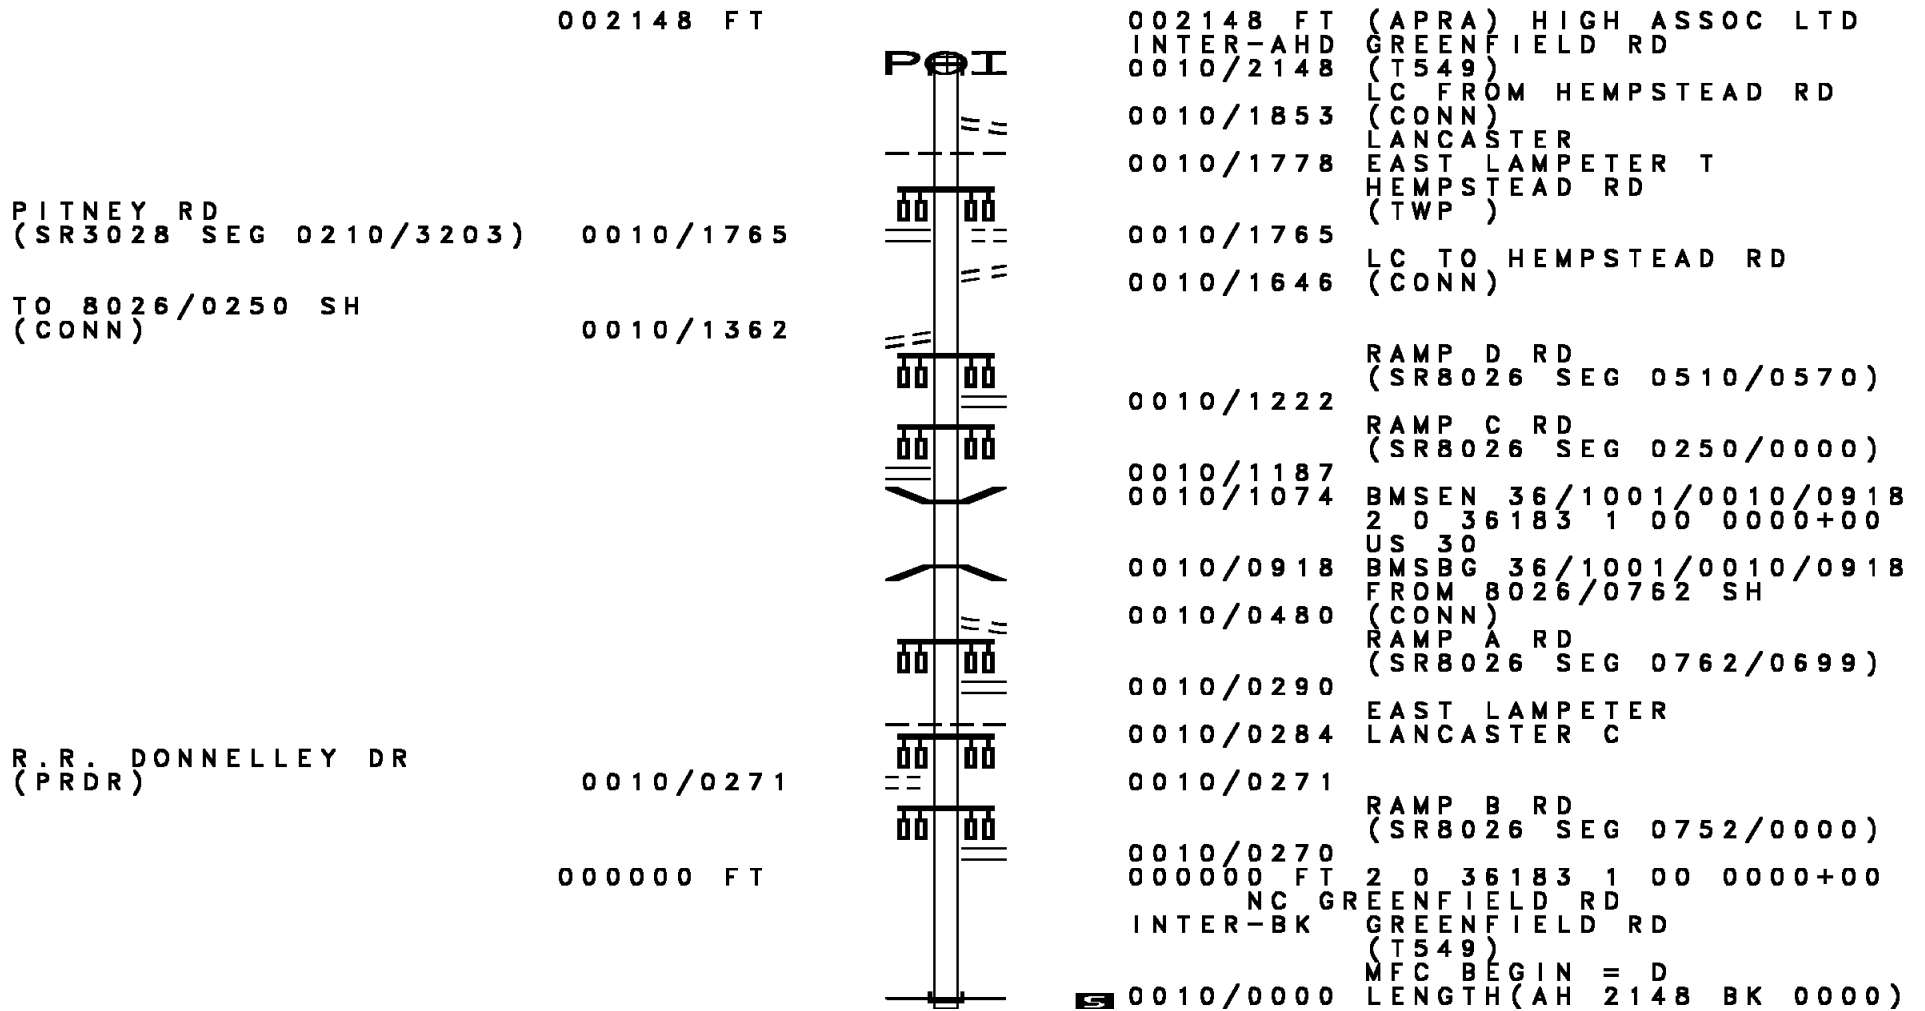 002148 FT
002148 FT (APRA) HIGH ASSOC LTD
INTER-AHD GREENFIELD RD
POI
0010/2148 (T549)
LC FROM HEMPSTEAD RD
0010/1853 (CONN)
LANCASTER
0010/1778 EAST LAMPETER T
HEMPSTEAD RD
(TWP )
PITNEY RD
(SR3028 SEG 0210/3203) 0010/1765
0010/1765
LC TO HEMPSTEAD RD
0010/1646 (CONN)
TO 8026/0250 SH
(CONN) 0010/1362
RAMP D RD
(SR8026 SEG 0510/0570)
0010/1222
RAMP C RD
(SR8026 SEG 0250/0000)
0010/1187
0010/1074 BMSEN 36/1001/0010/0918
2 0 36183 1 00 0000+00
US 30
0010/0918 BMSBG 36/1001/0010/0918
FROM 8026/0762 SH
0010/0480 (CONN)
RAMP A RD
(SR8026 SEG 0762/0699)
0010/0290
EAST LAMPETER
0010/0284 LANCASTER C
R.R. DONNELLEY DR
(PRDR) 0010/0271
0010/0271
RAMP B RD
(SR8026 SEG 0752/0000)
0010/0270
000000 FT
000000 FT 2 0 36183 1 00 0000+00
NC GREENFIELD RD
INTER-BK GREENFIELD RD
(T549)
MFC BEGIN = D
S 0010/0000 LENGTH(AH 2148 BK 0000)